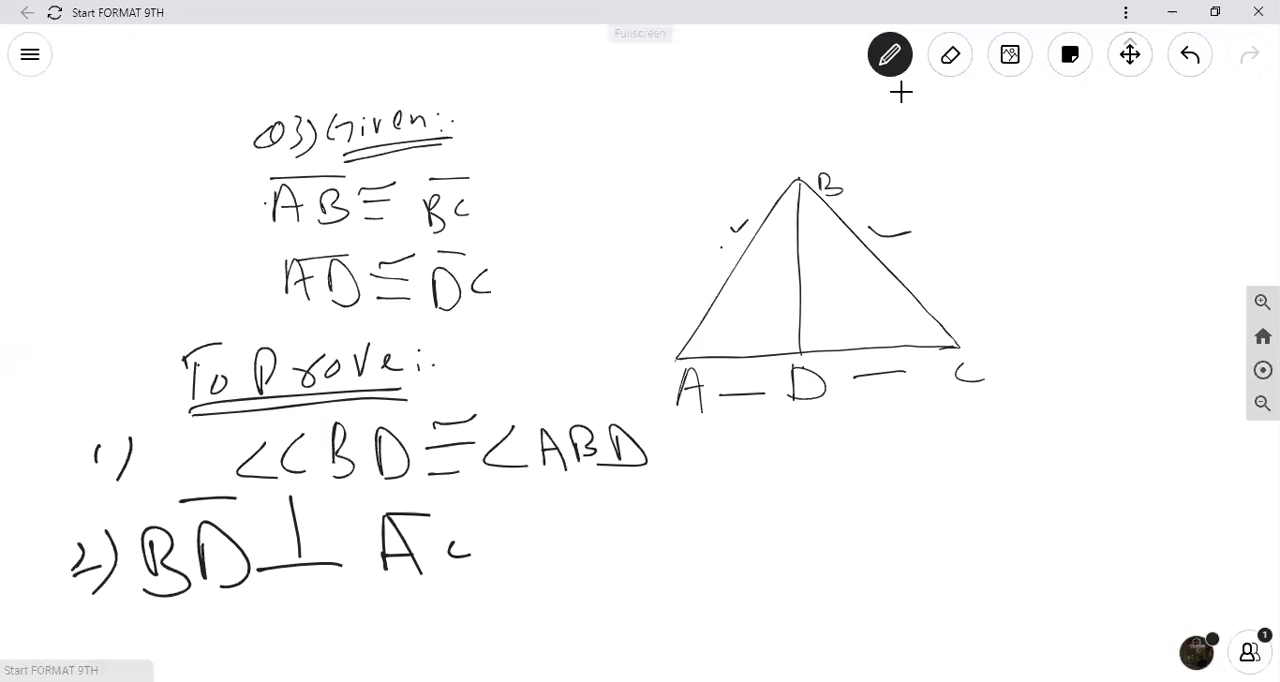 Start FORMAT 9TH
Fullscreen
Q3) Given:-
AB ≅ BC
AD ≅ DC
To Prove:-
1) <CBD ≅ <ABD
2) BD ⊥ AC
B
A — D — C
1
Start FORMAT 9TH